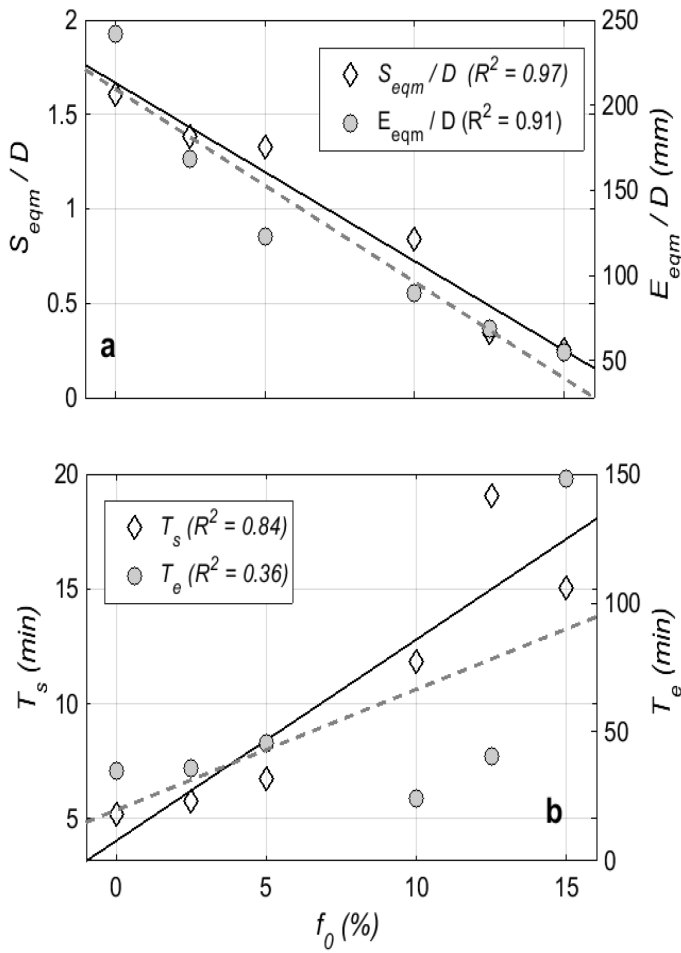 2
1.5
1
0.5
0
S_eqm / D
250
200
150
100
50
E_eqm / D (mm)
S_eqm / D (R^2 = 0.97)
E_eqm / D (R^2 = 0.91)
a
20
15
10
5
T_s (min)
150
100
50
0
T_e (min)
T_s (R^2 = 0.84)
T_e (R^2 = 0.36)
b
0 5 10 15
f_0 (%)